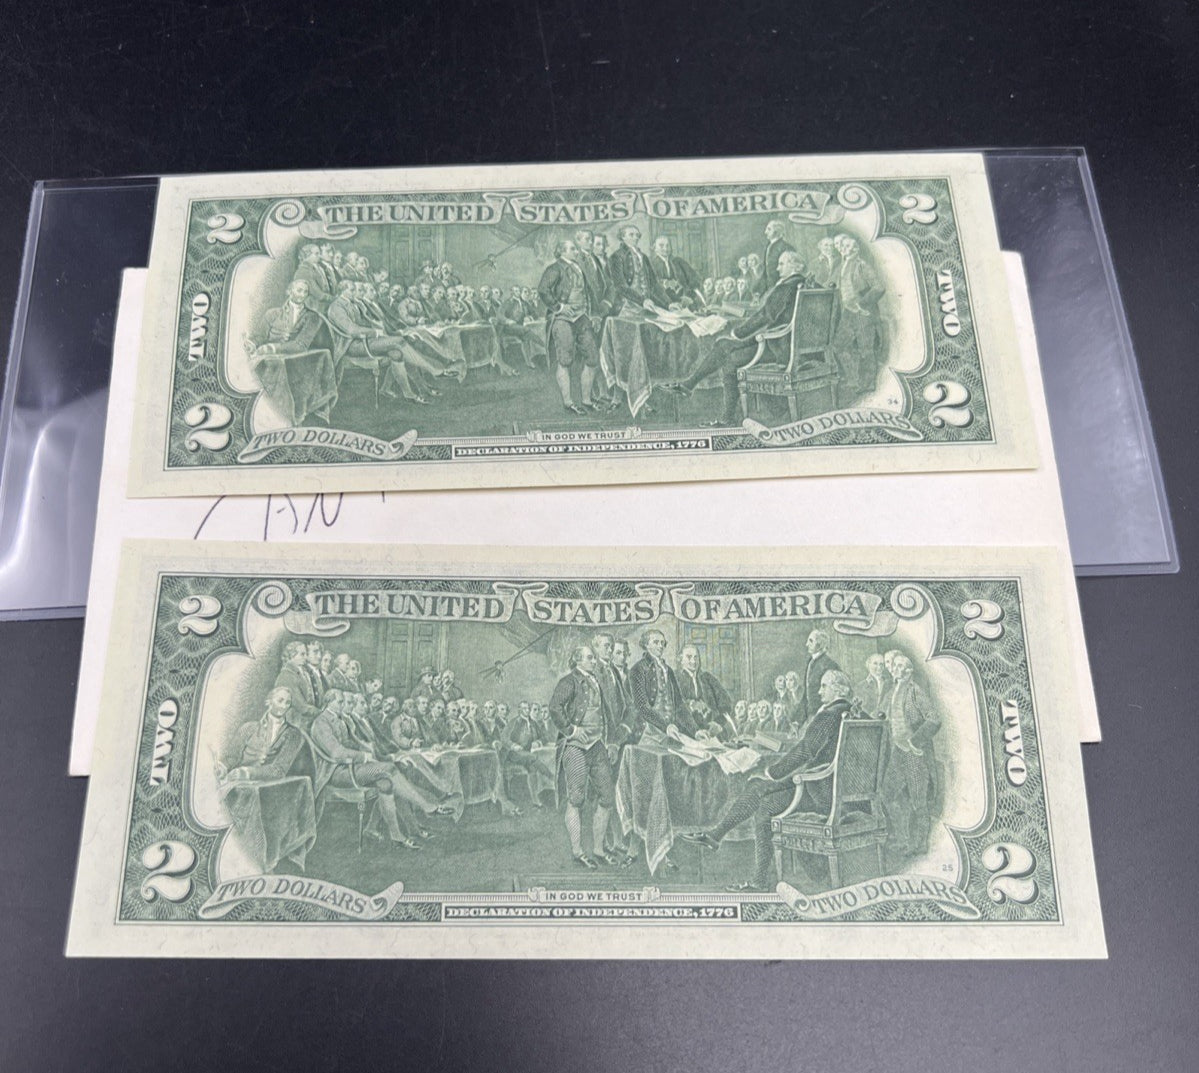 2 THE UNITED STATES OF AMERICA 2
TWO TWO
34
2 TWO DOLLARS IN GOD WE TRUST TWO DOLLARS 2
DECLARATION OF INDEPENDENCE, 1776
2 THE UNITED STATES OF AMERICA 2
TWO TWO
25
2 TWO DOLLARS IN GOD WE TRUST TWO DOLLARS 2
DECLARATION OF INDEPENDENCE, 1776